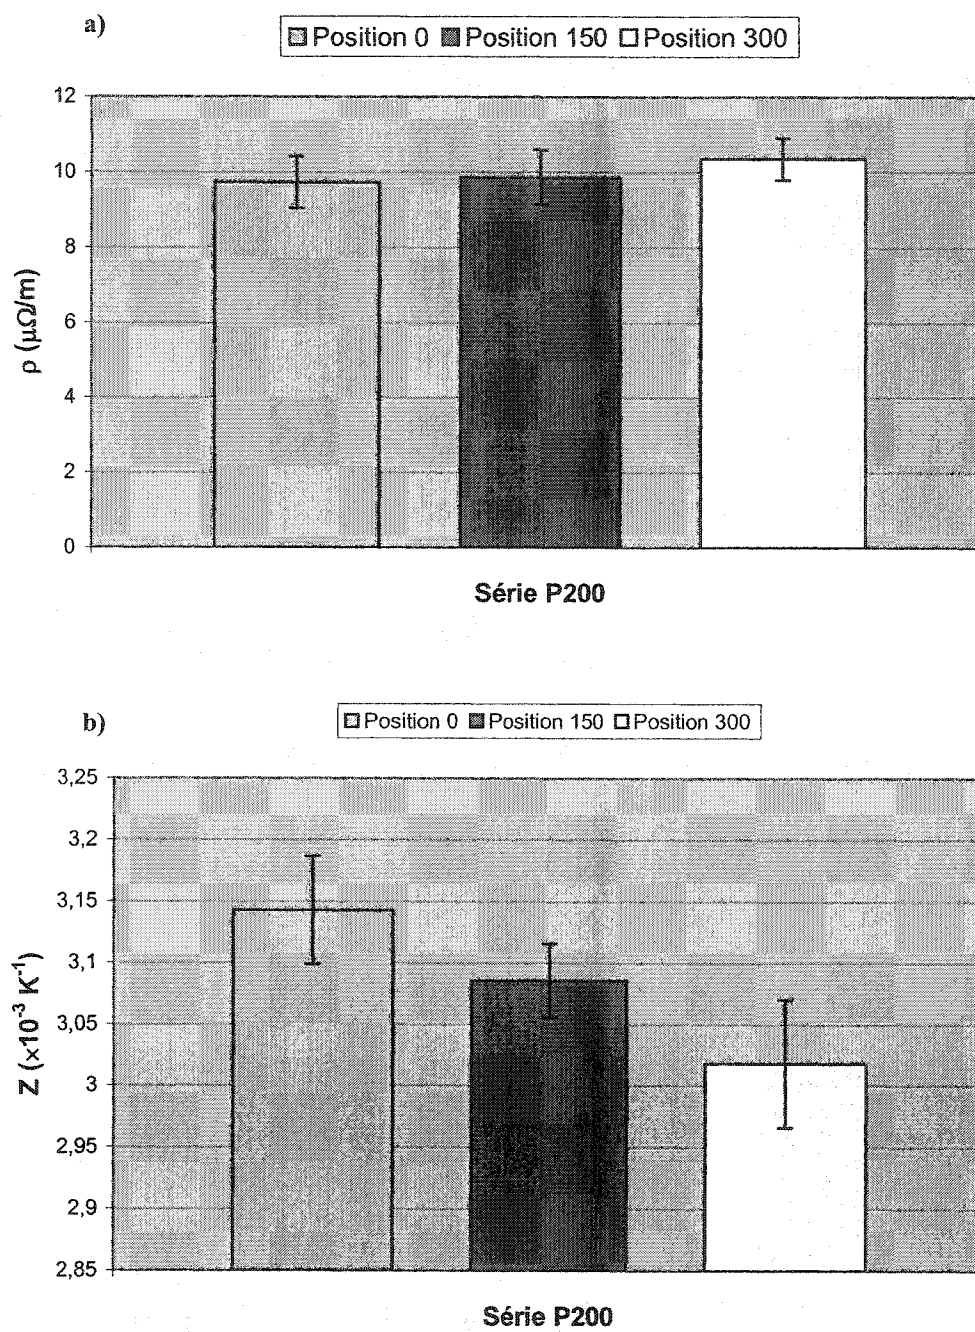 a)
Position 0 Position 150 Position 300
12
10
8
6
4
2
0
ρ (μΩ/m)
Série P200
b)
Position 0 Position 150 Position 300
3,25
3,2
3,15
3,1
3,05
3
2,95
2,9
2,85
Z (×10⁻³ K⁻¹)
Série P200